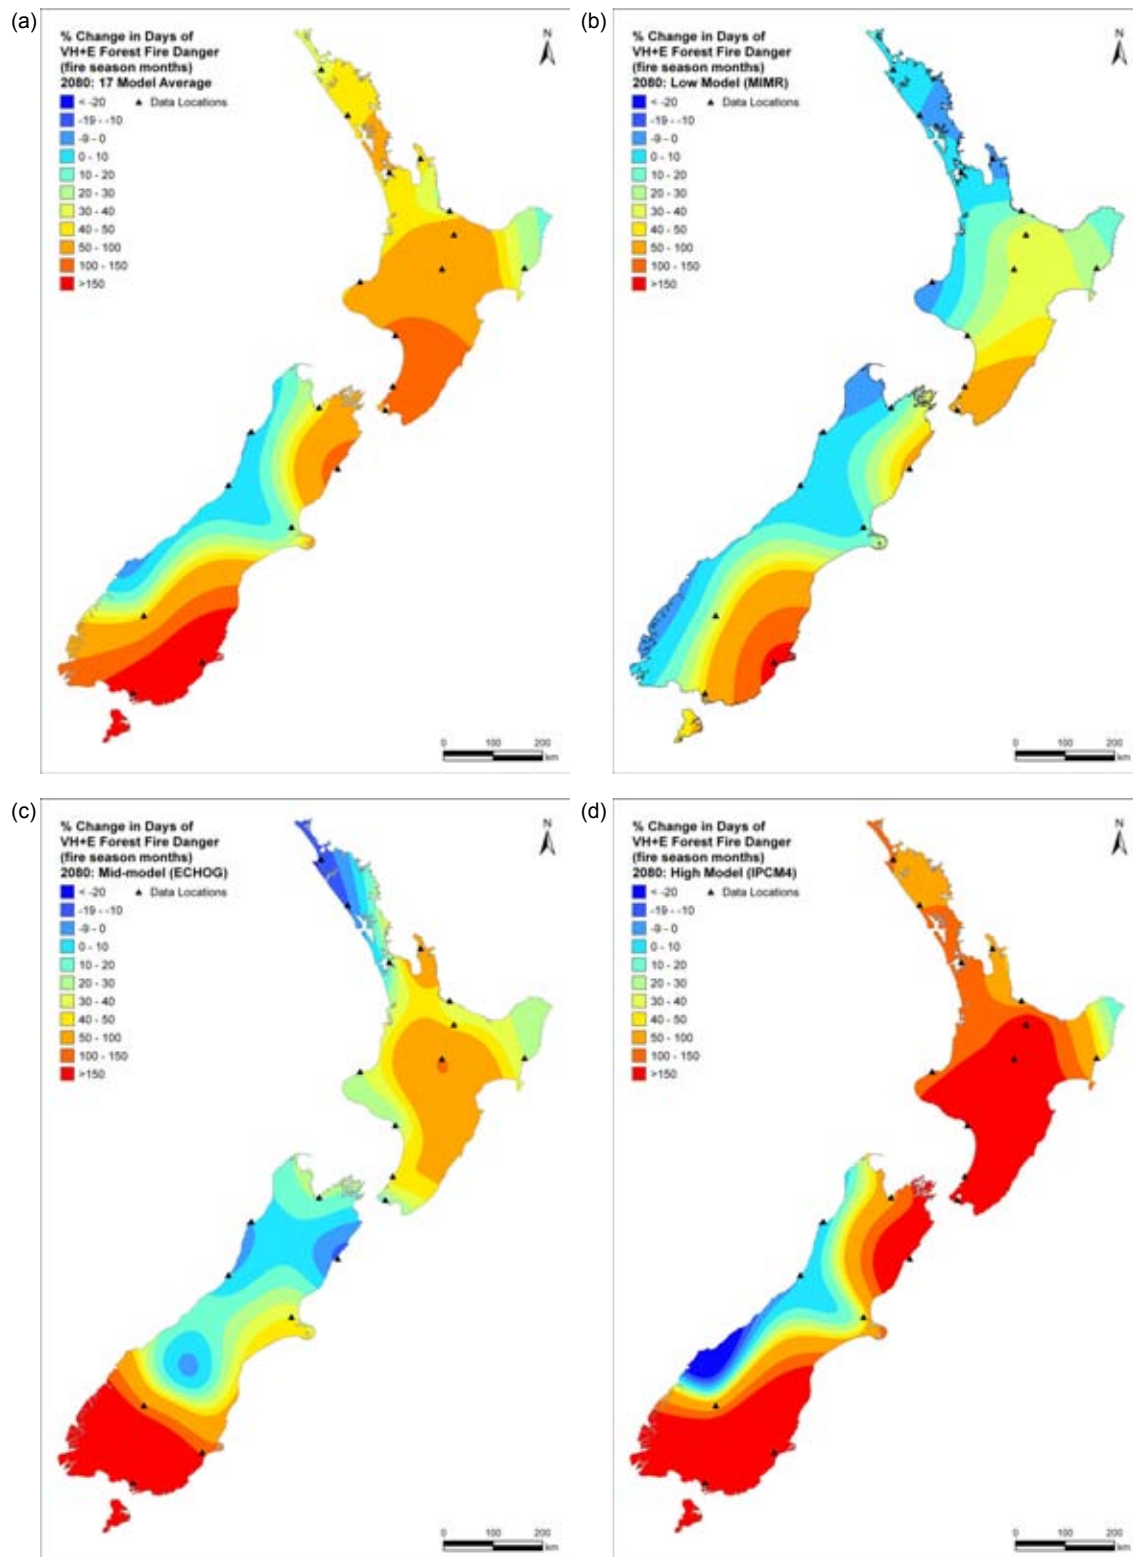 (a)
% Change in Days of
VH+E Forest Fire Danger
(fire season months)
2080: 17 Model Average
< -20 ▲ Data Locations
-19 - -10
-9 - 0
0 - 10
10 - 20
20 - 30
30 - 40
40 - 50
50 - 100
100 - 150
>150
N
0 100 200
km
(b)
% Change in Days of
VH+E Forest Fire Danger
(fire season months)
2080: Low Model (MIMR)
< -20 ▲ Data Locations
-19 - -10
-9 - 0
0 - 10
10 - 20
20 - 30
30 - 40
40 - 50
50 - 100
100 - 150
>150
N
0 100 200
km
(c)
% Change in Days of
VH+E Forest Fire Danger
(fire season months)
2080: Mid-model (ECHOG)
< -20 ▲ Data Locations
-19 - -10
-9 - 0
0 - 10
10 - 20
20 - 30
30 - 40
40 - 50
50 - 100
100 - 150
>150
N
0 100 200
km
(d)
% Change in Days of
VH+E Forest Fire Danger
(fire season months)
2080: High Model (IPCM4)
< -20 ▲ Data Locations
-19 - -10
-9 - 0
0 - 10
10 - 20
20 - 30
30 - 40
40 - 50
50 - 100
100 - 150
>150
N
0 100 200
km